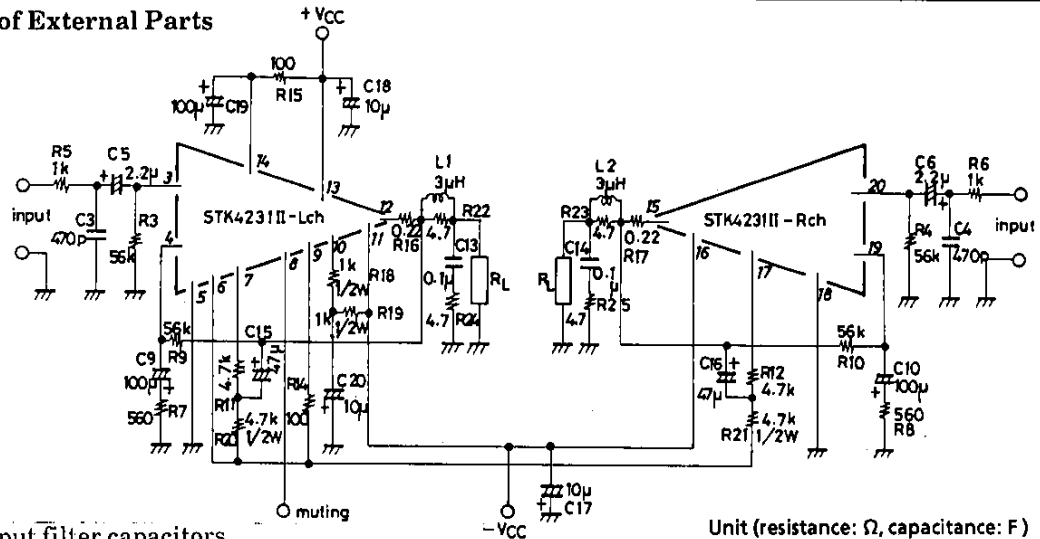 of External Parts
+ VCC
100
R15
100μ
C19
C18
10μ
14
13
R5
1k
C5
2.2μ
3
input
C3
470p
R3
56k
4
STK4231II-Lch
12
L1
3μH
R22
0.22
R16
4.7
C13
0.1μ
4.7
R24
RL
11
10
9
8
7
6
5
1k
1/2W
R18
1k
R19
1/2W
56k
R9
C9
100μ
560
R7
4.7k
R11
C15
47μ
R20
4.7k
1/2W
R14
100
C20
10μ
muting
-VCC
10μ
C17
L2
3μH
R23
4.7
0.22
R17
C14
0.1μ
RL
4.7
R25
15
STK4231II-Rch
16
17
18
19
20
C6
2.2μ
R6
1k
R4
56k
C4
470p
input
56k
R10
C16
47μ
R12
4.7k
4.7k
R21
1/2W
C10
100μ
560
R8
put filter capacitors
Unit (resistance: Ω, capacitance: F)